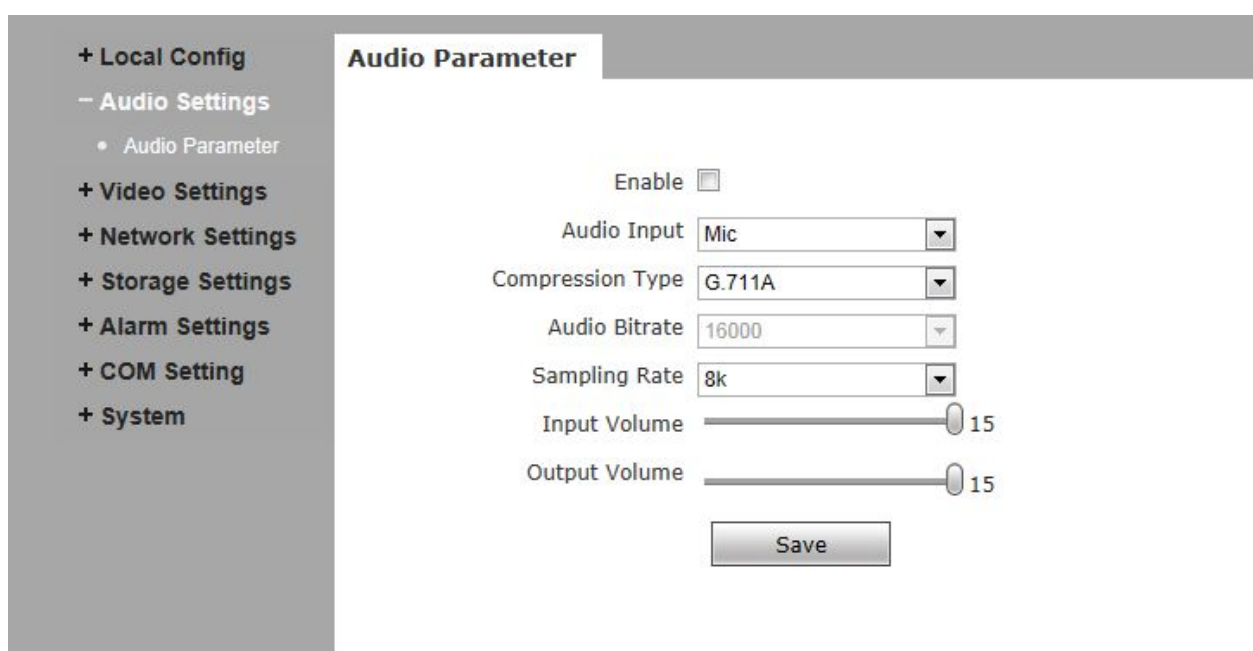 + Local Config
− Audio Settings
• Audio Parameter
+ Video Settings
+ Network Settings
+ Storage Settings
+ Alarm Settings
+ COM Setting
+ System
Audio Parameter
Enable
Audio Input Mic
Compression Type G.711A
Audio Bitrate 16000
Sampling Rate 8k
Input Volume 15
Output Volume 15
Save